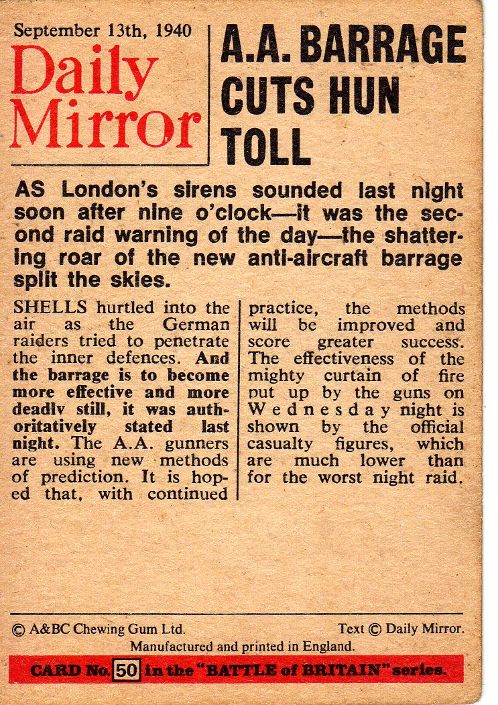 September 13th, 1940
Daily
Mirror
A.A. BARRAGE
CUTS HUN
TOLL
AS London's sirens sounded last night
soon after nine o'clock—it was the sec-
ond raid warning of the day—the shatter-
ing roar of the new anti-aircraft barrage
split the skies.
SHELLS hurtled into the
air as the German
raiders tried to penetrate
the inner defences. And
the barrage is to become
more effective and more
deadly still, it was auth-
oritatively stated last
night. The A.A. gunners
are using new methods
of prediction. It is hop-
ed that, with continued
practice, the methods
will be improved and
score greater success.
The effectiveness of the
mighty curtain of fire
put up by the guns on
Wednesday night is
shown by the official
casualty figures, which
are much lower than
for the worst night raid.
© A&BC Chewing Gum Ltd.
Text © Daily Mirror.
Manufactured and printed in England.
CARD No. 50 in the "BATTLE of BRITAIN" series.